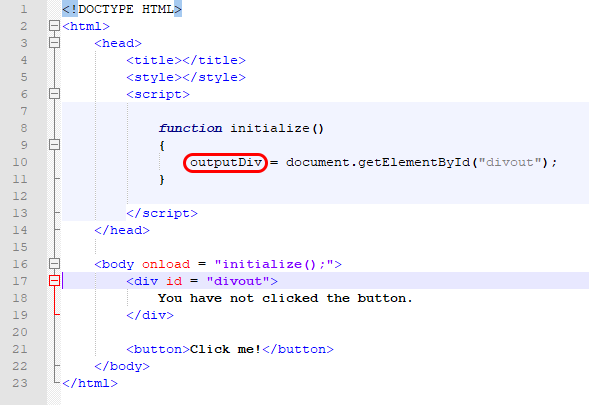 1 <!DOCTYPE HTML>
2 <html>
3 <head>
4 <title></title>
5 <style></style>
6 <script>
7
8 function initialize()
9 {
10 outputDiv = document.getElementById("divout");
11 }
12
13 </script>
14 </head>
15
16 <body onload = "initialize();">
17 <div id = "divout">
18 You have not clicked the button.
19 </div>
20
21 <button>Click me!</button>
22 </body>
23 </html>